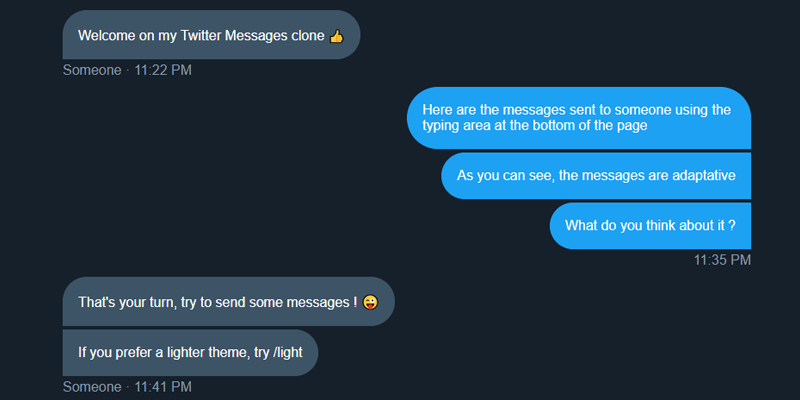 Welcome on my Twitter Messages clone 👍
Someone · 11:22 PM
Here are the messages sent to someone using the
typing area at the bottom of the page
As you can see, the messages are adaptative
What do you think about it ?
11:35 PM
That's your turn, try to send some messages ! 😜
If you prefer a lighter theme, try /light
Someone · 11:41 PM